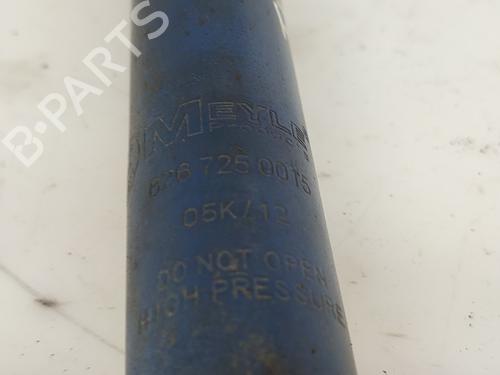 B-PARTS
MEYLE
626 725 0015
05K/12
DO NOT OPEN
HIGH PRESSURE